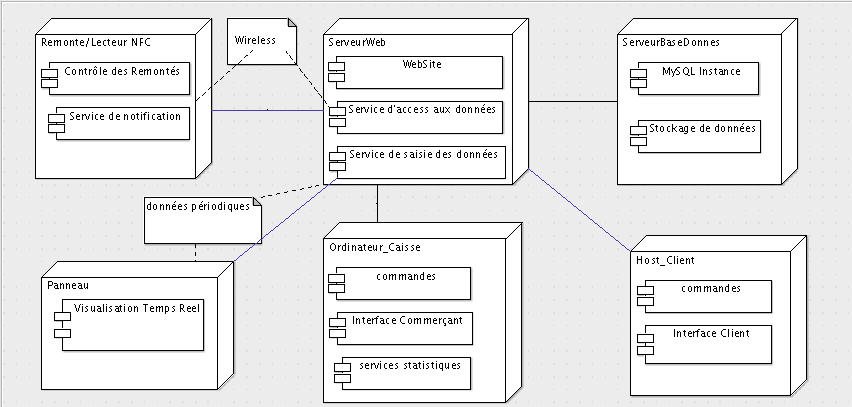 Remonte/Lecteur NFC
Contrôle des Remontés
Service de notification
Wireless
ServeurWeb
WebSite
Service d'access aux données
Service de saisie des données
ServeurBaseDonnes
MySQL Instance
Stockage de données
données périodiques
Panneau
Visualisation Temps Reel
Ordinateur_Caisse
commandes
Interface Commerçant
services statistiques
Host_Client
commandes
Interface Client